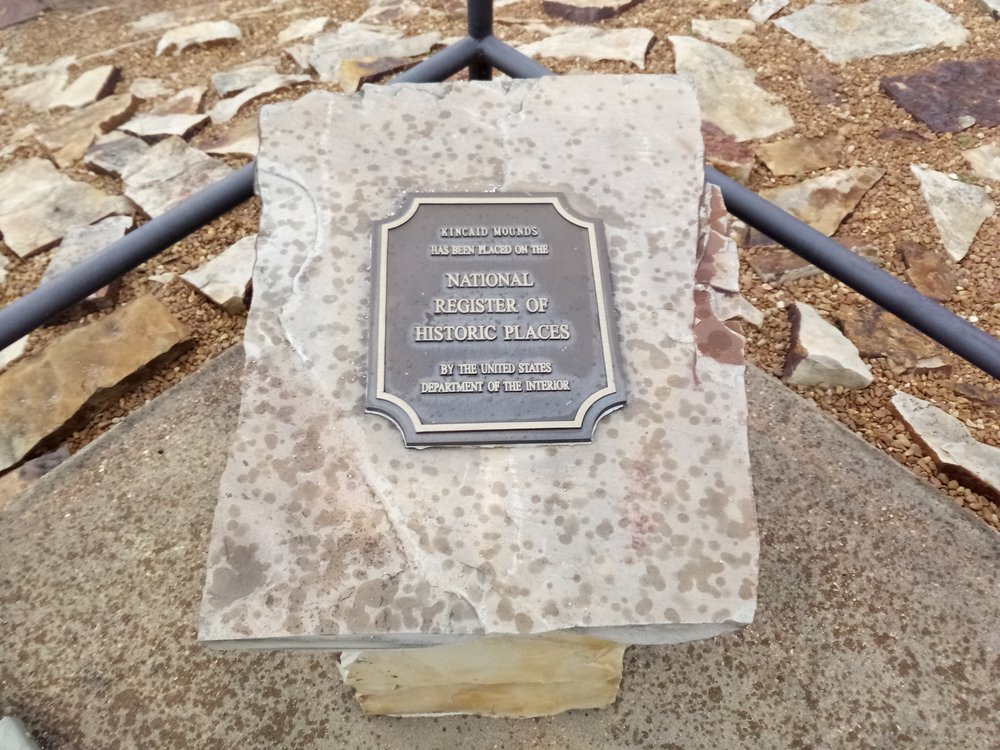 KINCAID MOUNDS
HAS BEEN PLACED ON THE
NATIONAL
REGISTER OF
HISTORIC PLACES
BY THE UNITED STATES
DEPARTMENT OF THE INTERIOR